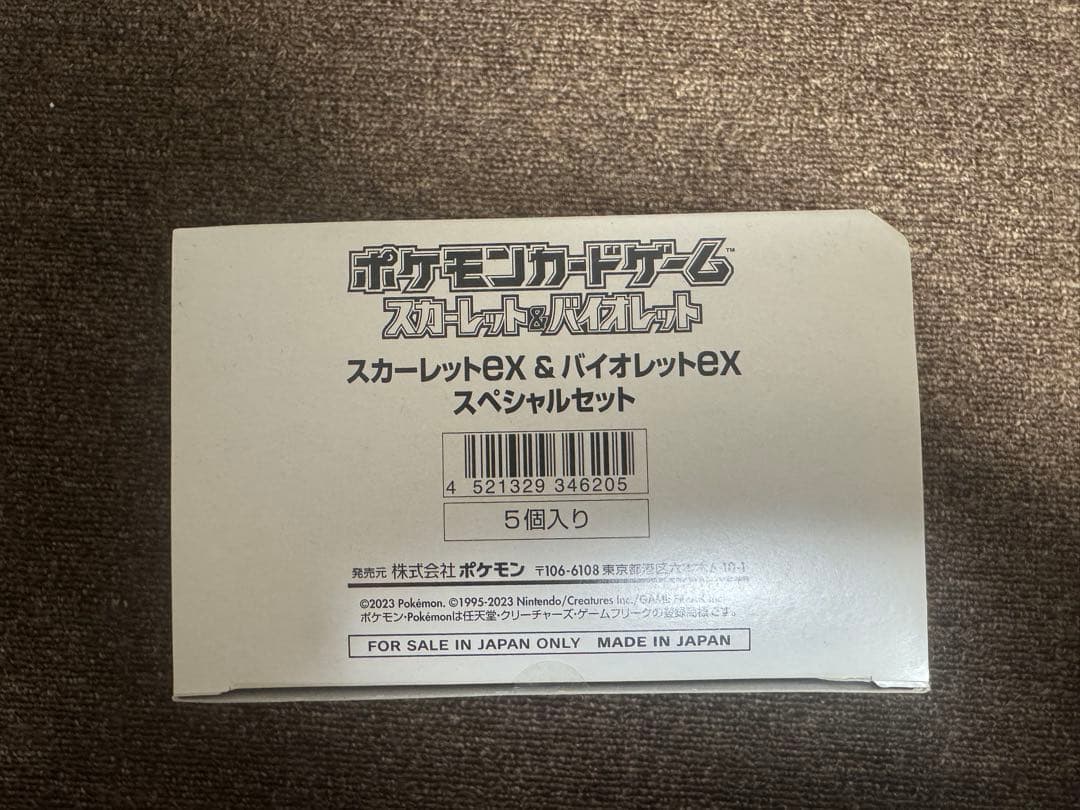 ポケモンカードゲーム™
スカーレット&バイオレット
スカーレットex & バイオレットex
スペシャルセット
4 521329 346205
5個入り
発売元 株式会社 ポケモン 〒106-6108 東京都港区六本木6-10-1
©2023 Pokémon. ©1995-2023 Nintendo/Creatures Inc./GAME FREAK inc.
ポケモン・Pokémonは任天堂・クリーチャーズ・ゲームフリークの登録商標です。
FOR SALE IN JAPAN ONLY MADE IN JAPAN